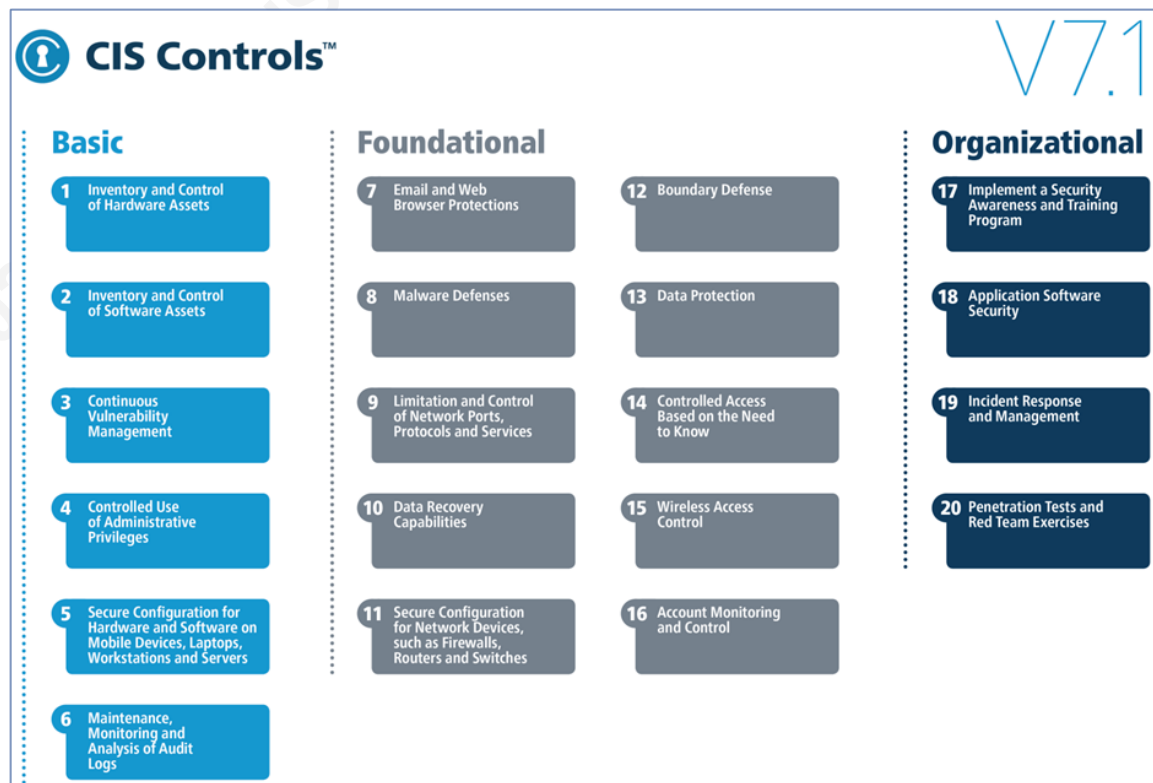 CIS Controls™
V7.1
Basic
1 Inventory and Control
of Hardware Assets
2 Inventory and Control
of Software Assets
3 Continuous
Vulnerability
Management
4 Controlled Use
of Administrative
Privileges
5 Secure Configuration for
Hardware and Software on
Mobile Devices, Laptops,
Workstations and Servers
6 Maintenance,
Monitoring and
Analysis of Audit
Logs
Foundational
7 Email and Web
Browser Protections
8 Malware Defenses
9 Limitation and Control
of Network Ports,
Protocols and Services
10 Data Recovery
Capabilities
11 Secure Configuration
for Network Devices,
such as Firewalls,
Routers and Switches
12 Boundary Defense
13 Data Protection
14 Controlled Access
Based on the Need
to Know
15 Wireless Access
Control
16 Account Monitoring
and Control
Organizational
17 Implement a Security
Awareness and Training
Program
18 Application Software
Security
19 Incident Response
and Management
20 Penetration Tests and
Red Team Exercises